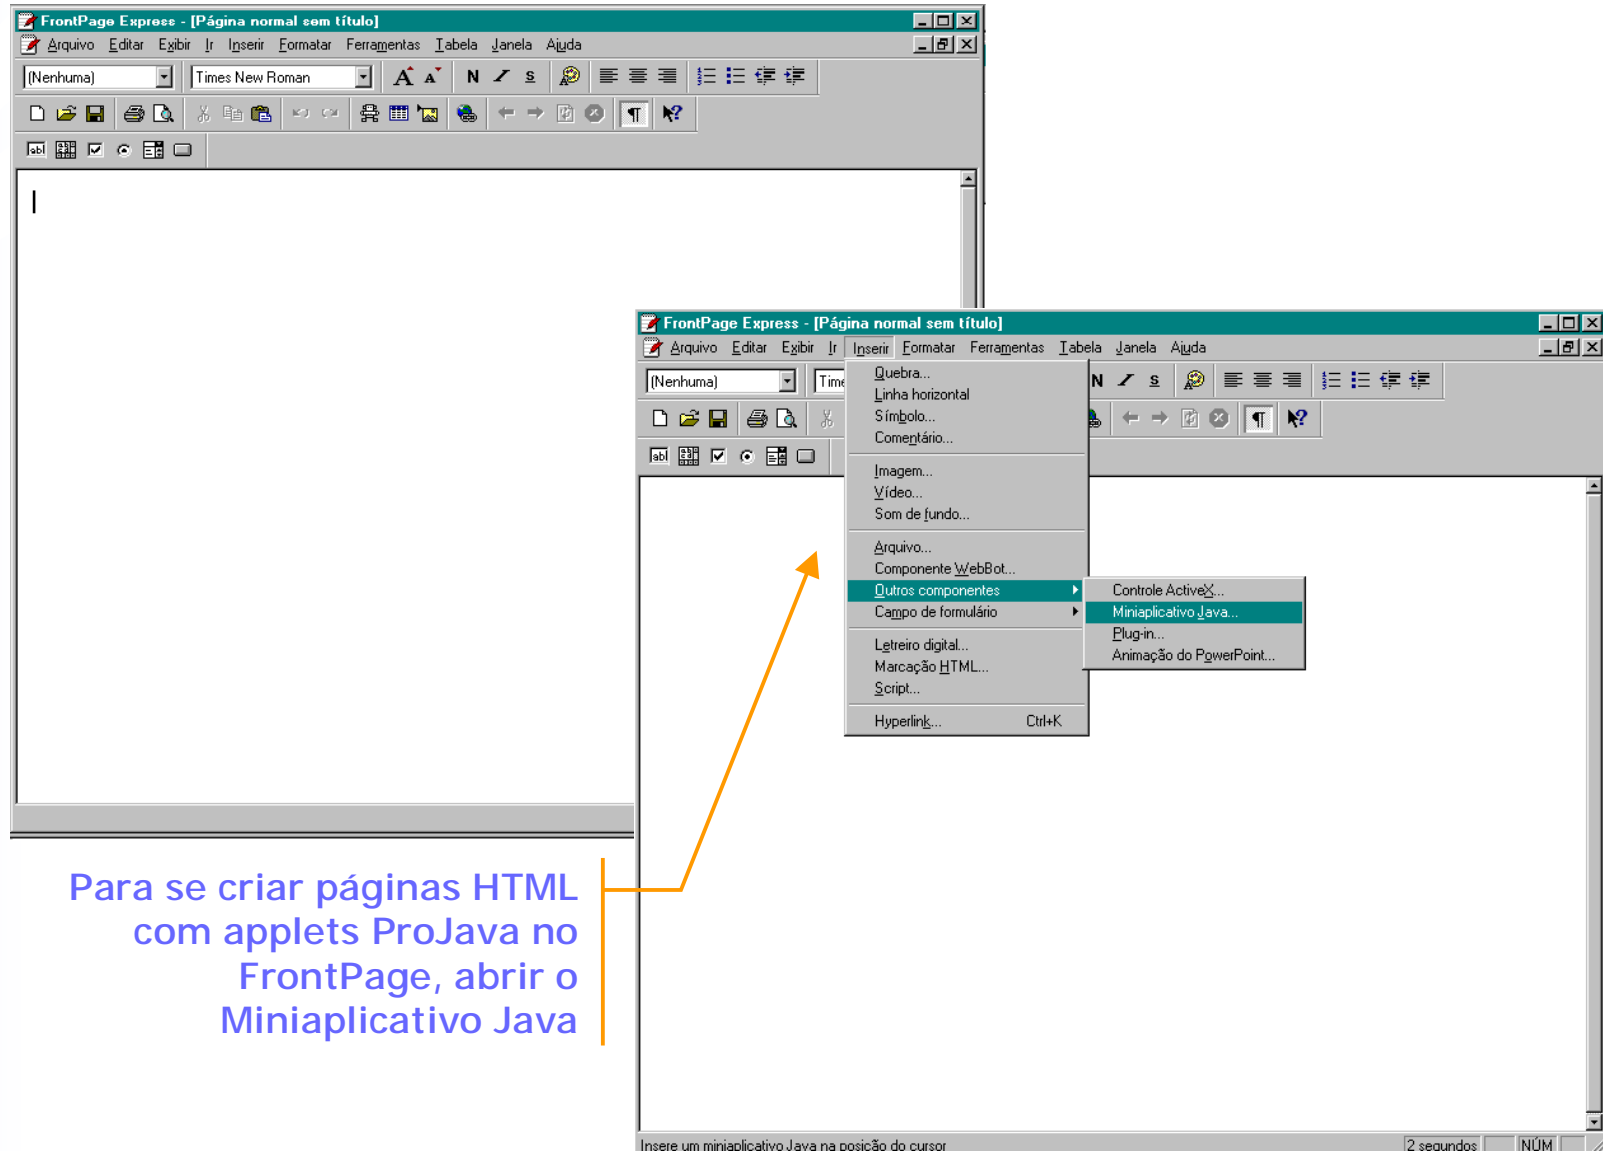 FrontPage Express - [Página normal sem título]
Arquivo Editar Exibir Ir Inserir Formatar Ferramentas Tabela Janela Ajuda
(Nenhuma) Times New Roman A A N I S
abl
FrontPage Express - [Página normal sem título]
Arquivo Editar Exibir Ir Inserir Formatar Ferramentas Tabela Janela Ajuda
(Nenhuma) Time N I S
abl
Quebra...
Linha horizontal
Símbolo...
Comentário...
Imagem...
Vídeo...
Som de fundo...
Arquivo...
Componente WebBot...
Outros componentes
Campo de formulário
Letreiro digital...
Marcação HTML...
Script...
Hyperlink... Ctrl+K
Controle ActiveX...
Miniaplicativo Java...
Plug-in...
Animação do PowerPoint...
Para se criar páginas HTML
com applets ProJava no
FrontPage, abrir o
Miniaplicativo Java
Insere um miniaplicativo Java na posição do cursor 2 segundos NÚM